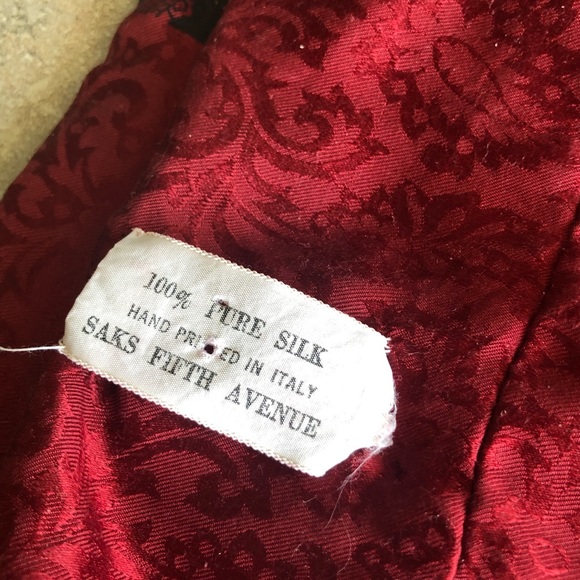 100% PURE SILK
HAND PRINTED IN ITALY
SAKS FIFTH AVENUE